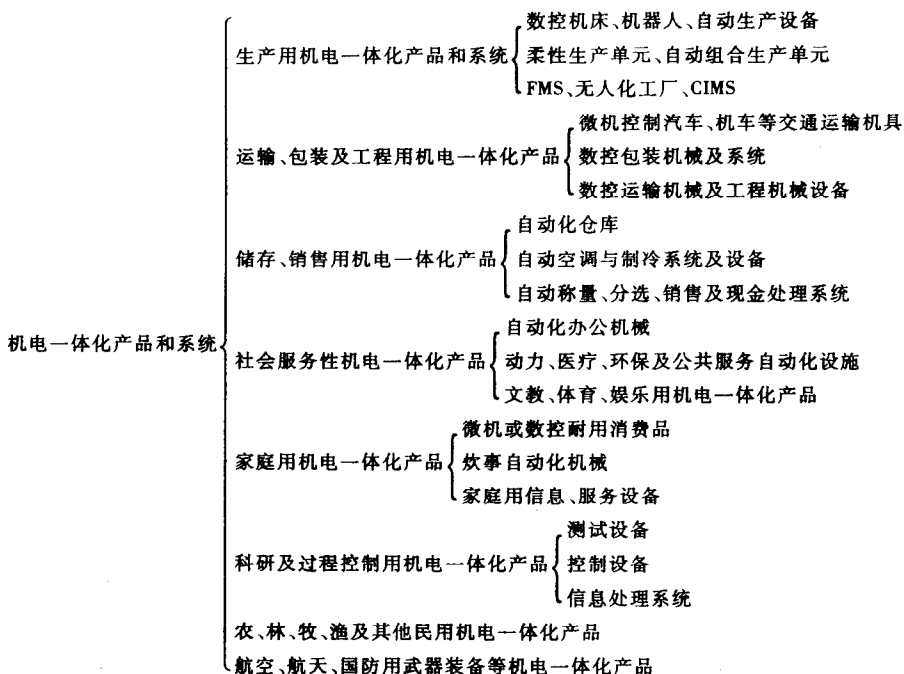 数控机床、机器人、自动生产设备
生产用机电一体化产品和系统
柔性生产单元、自动组合生产单元
FMS、无人化工厂、CIMS
微机控制汽车、机车等交通运输机具
运输、包装及工程用机电一体化产品
数控包装机械及系统
数控运输机械及工程机械设备
自动化仓库
储存、销售用机电一体化产品
自动空调与制冷系统及设备
自动称量、分选、销售及现金处理系统
机电一体化产品和系统
自动化办公机械
社会服务性机电一体化产品
动力、医疗、环保及公共服务自动化设施
文教、体育、娱乐用机电一体化产品
微机或数控耐用消费品
家庭用机电一体化产品
炊事自动化机械
家庭用信息、服务设备
测试设备
科研及过程控制用机电一体化产品
控制设备
信息处理系统
农、林、牧、渔及其他民用机电一体化产品
航空、航天、国防用武器装备等机电一体化产品